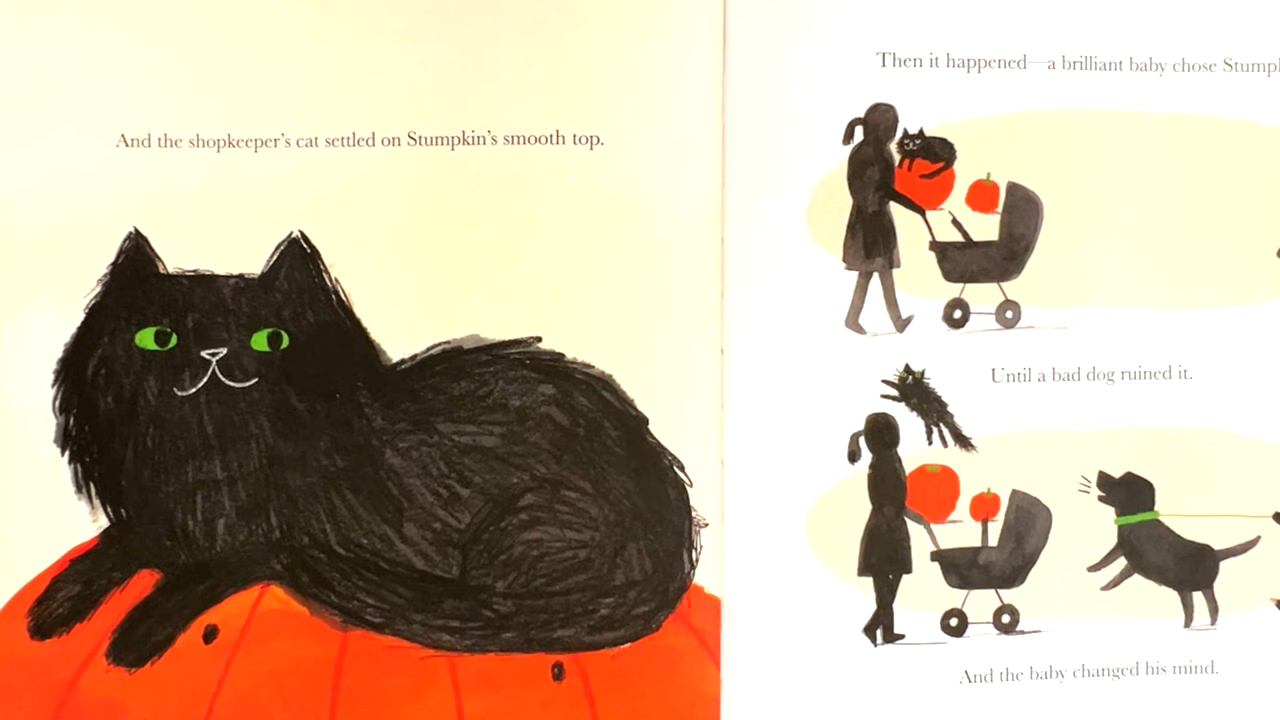 And the shopkeeper's cat settled on Stumpkin's smooth top.
Then it happened—a brilliant baby chose Stump
Until a bad dog ruined it.
And the baby changed his mind.